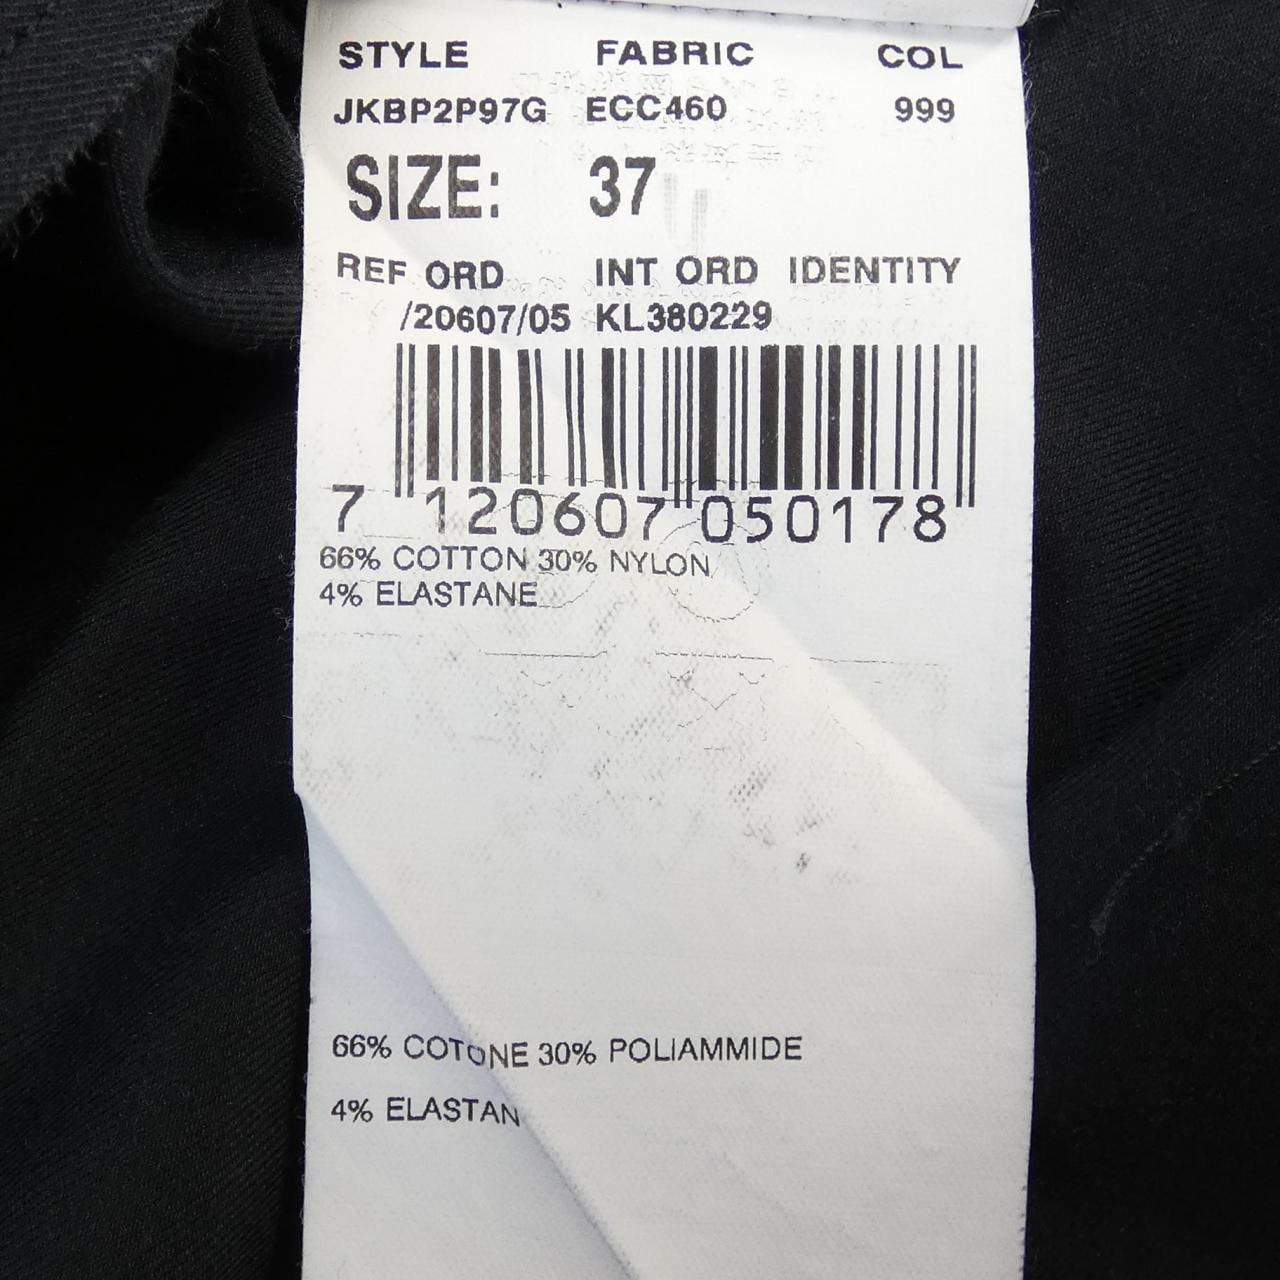 STYLE FABRIC COL
JKBP2P97G ECC460 999
SIZE: 37
REF ORD INT ORD IDENTITY
/20607/05 KL380229
7 120607 050178
66% COTTON 30% NYLON
4% ELASTANE
66% COTONE 30% POLIAMMIDE
4% ELASTAN